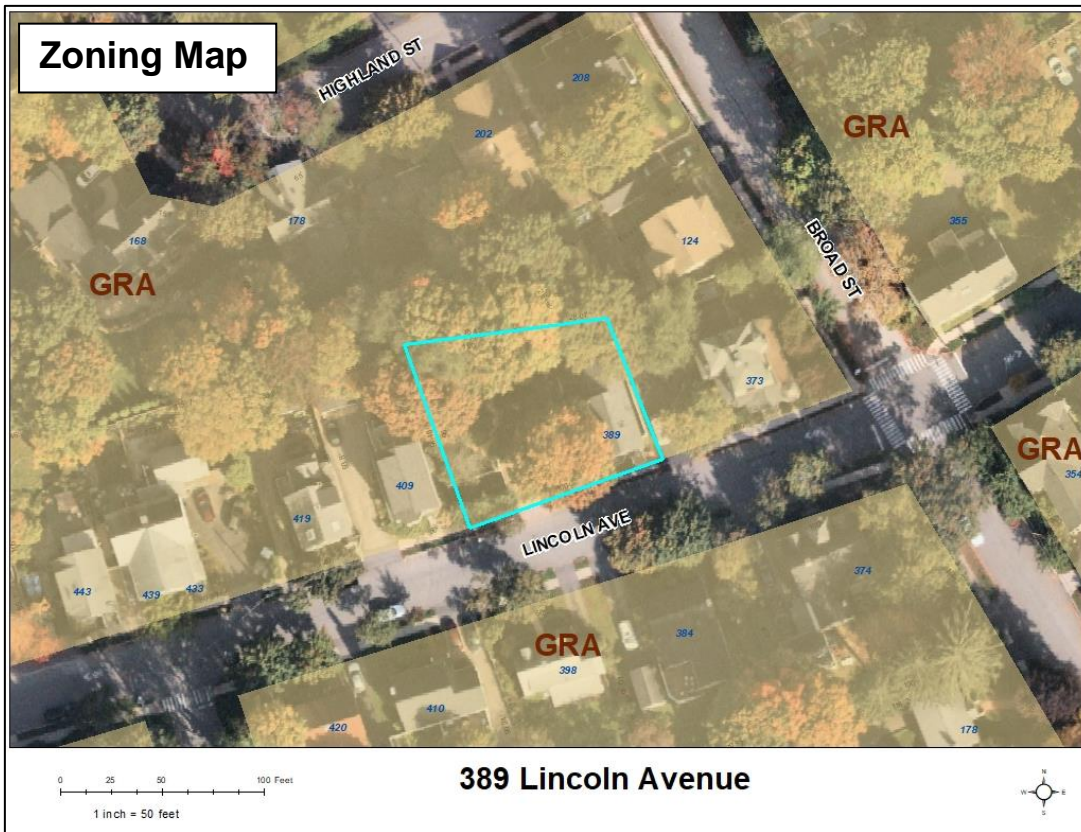 Zoning Map
HIGHLAND ST
208
202
GRA
178
168
124
355
BROAD ST
GRA
373
389
409
GRA
354
419
LINCOLN AVE
443
439
433
374
384
GRA
398
410
420
178
0 25 50 100 Feet
1 inch = 50 feet
389 Lincoln Avenue
N
W E
S